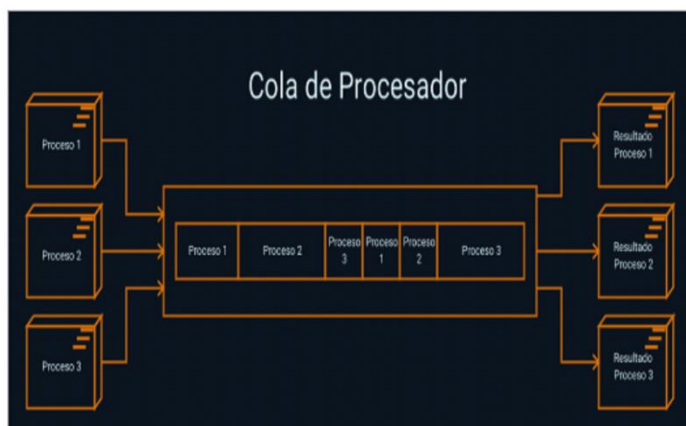 Cola de Procesador
Proceso 1
Proceso 2
Proceso 3
Proceso 1
Proceso 2
Proceso
3
Proceso
1
Proceso
2
Proceso 3
Resultado
Proceso 1
Resultado
Proceso 2
Resultado
Proceso 3